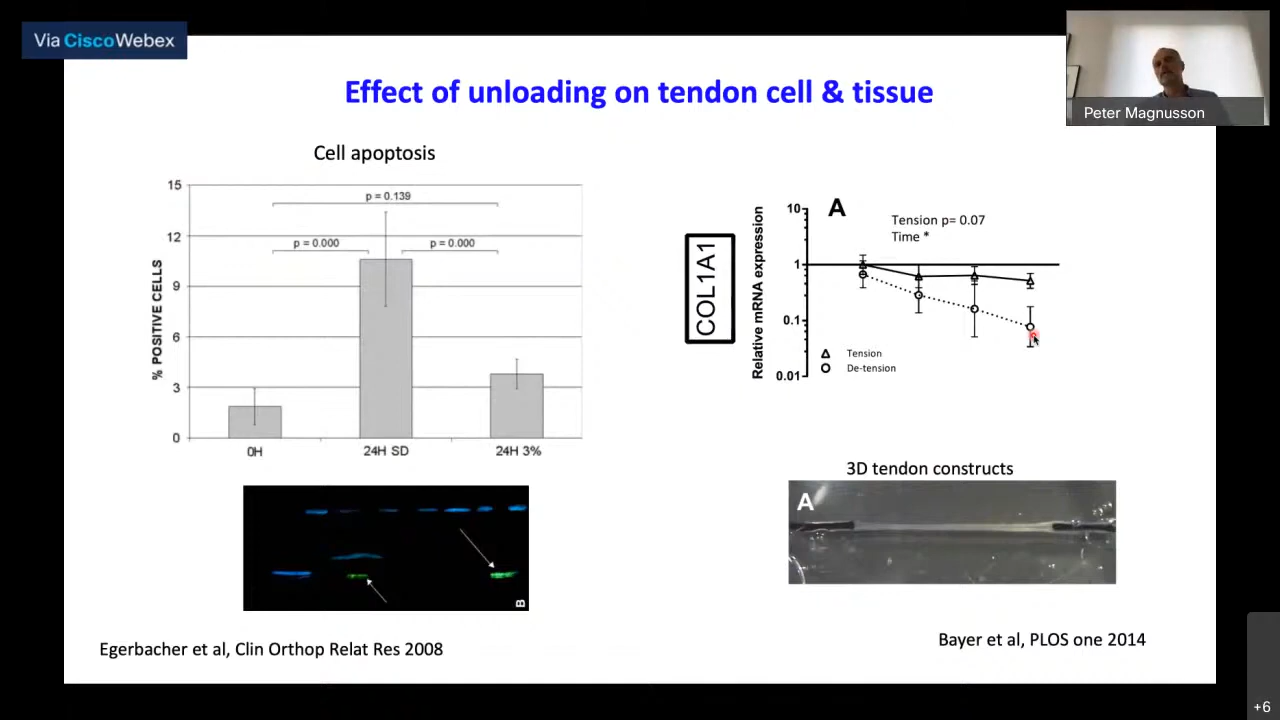 Via Cisco Webex
Effect of unloading on tendon cell & tissue
Peter Magnusson
Cell apoptosis
15
12
9
6
3
0
% POSITIVE CELLS
p = 0.139
p = 0.000
p = 0.000
0H
24H SD
24H 3%
B
Egerbacher et al, Clin Orthop Relat Res 2008
COL1A1
Relative mRNA expression
10
1
0.1
0.01
A
Tension p= 0.07
Time *
Tension
De-tension
3D tendon constructs
A
Bayer et al, PLOS one 2014
+6